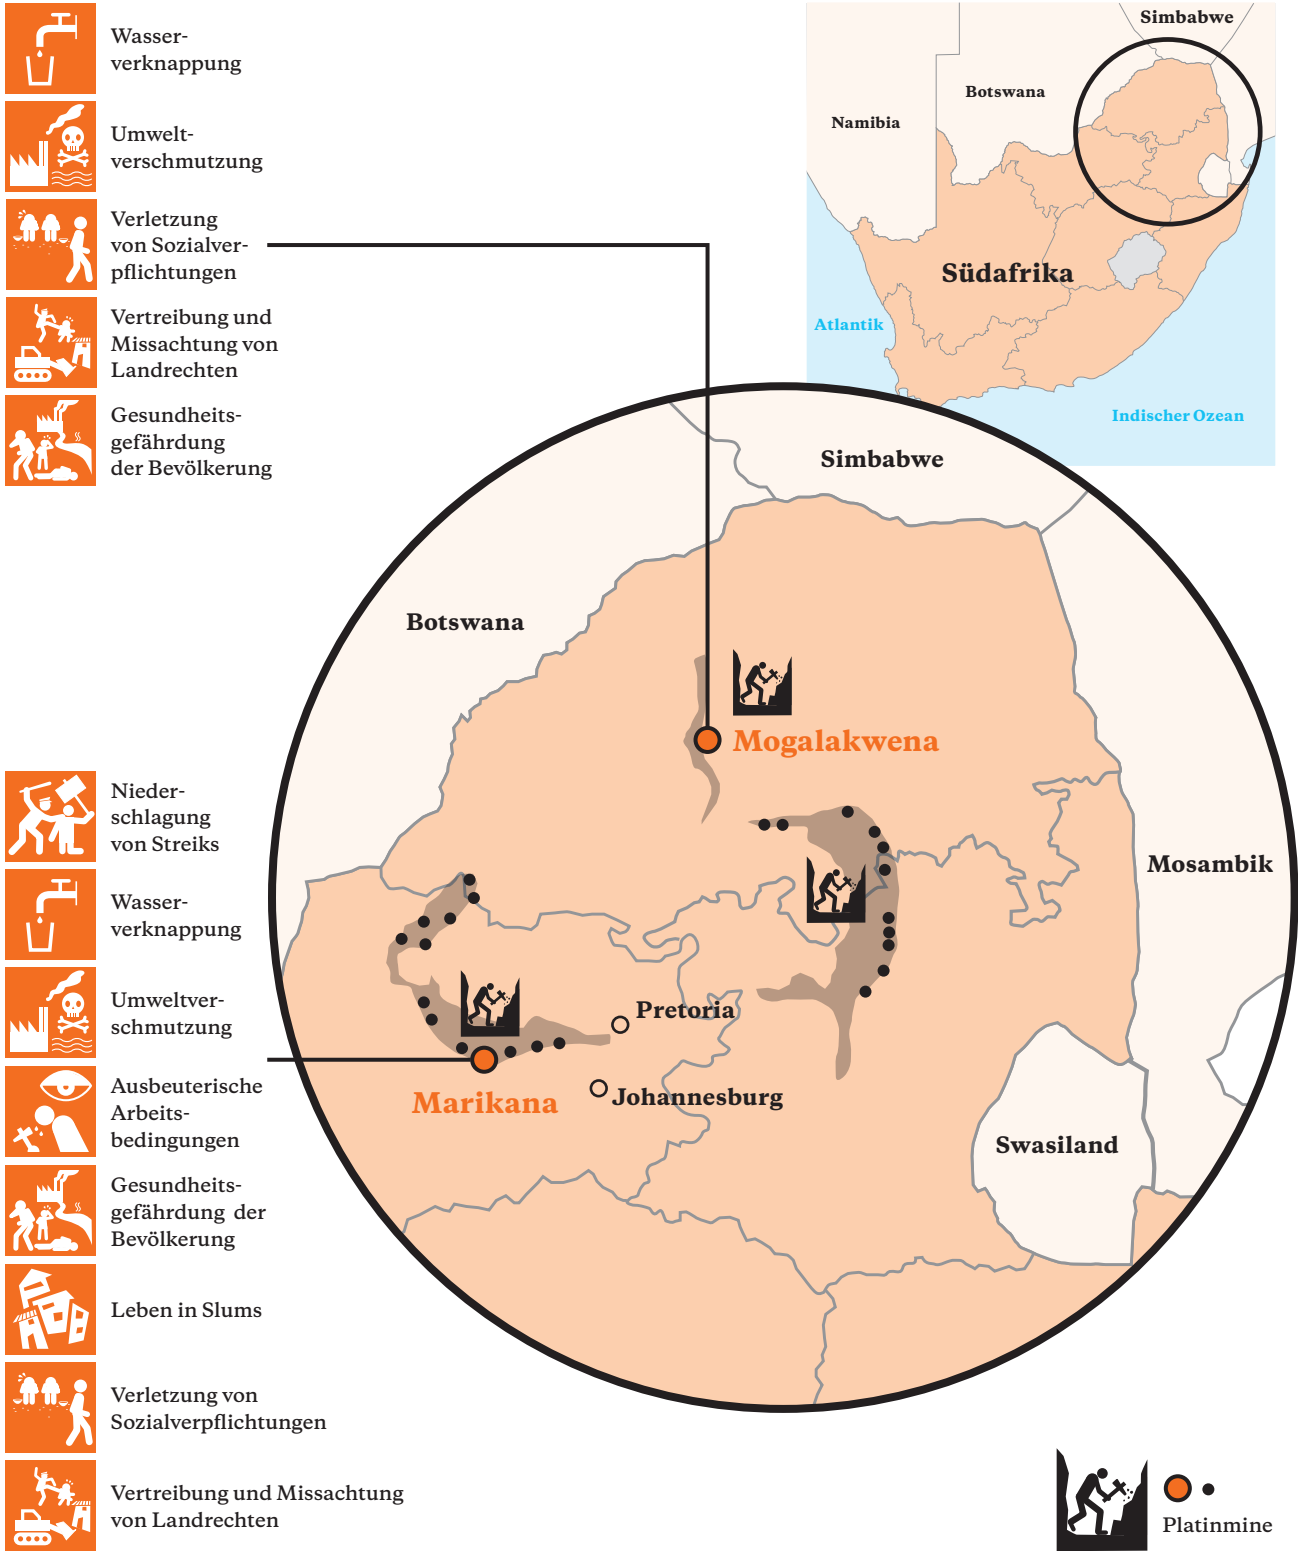 Wasser-
verknappung
Umwelt-
verschmutzung
Verletzung
von Sozialver-
pflichtungen
Vertreibung und
Missachtung von
Landrechten
Gesundheits-
gefährdung
der Bevölkerung
Simbabwe
Botswana
Namibia
Südafrika
Atlantik
Indischer Ozean
Simbabwe
Botswana
Mogalakwena
Mosambik
Pretoria
Marikana
Johannesburg
Swasiland
Nieder-
schlagung
von Streiks
Wasser-
verknappung
Umweltver-
schmutzung
Ausbeuterische
Arbeits-
bedingungen
Gesundheits-
gefährdung der
Bevölkerung
Leben in Slums
Verletzung von
Sozialverpflichtungen
Vertreibung und Missachtung
von Landrechten
Platinmine